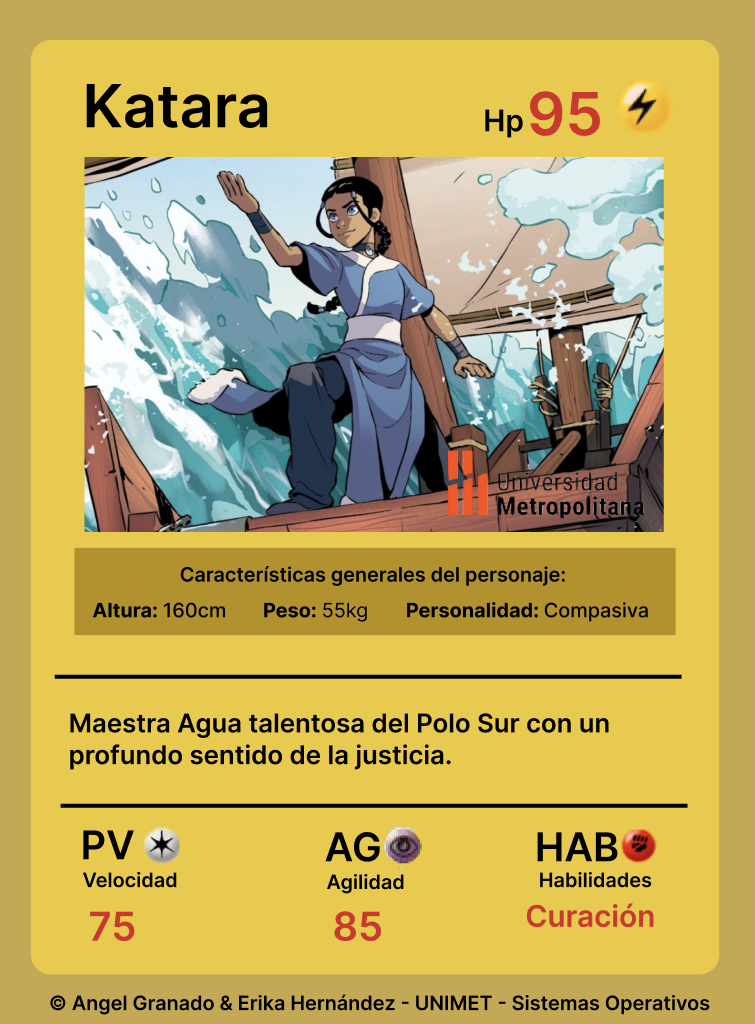 Katara
Hp 95
Universidad
Metropolitana
Características generales del personaje:
Altura: 160cm Peso: 55kg Personalidad: Compasiva
Maestra Agua talentosa del Polo Sur con un
profundo sentido de la justicia.
PV AG HAB
Velocidad Agilidad Habilidades
75 85 Curación
© Angel Granado & Erika Hernández - UNIMET - Sistemas Operativos